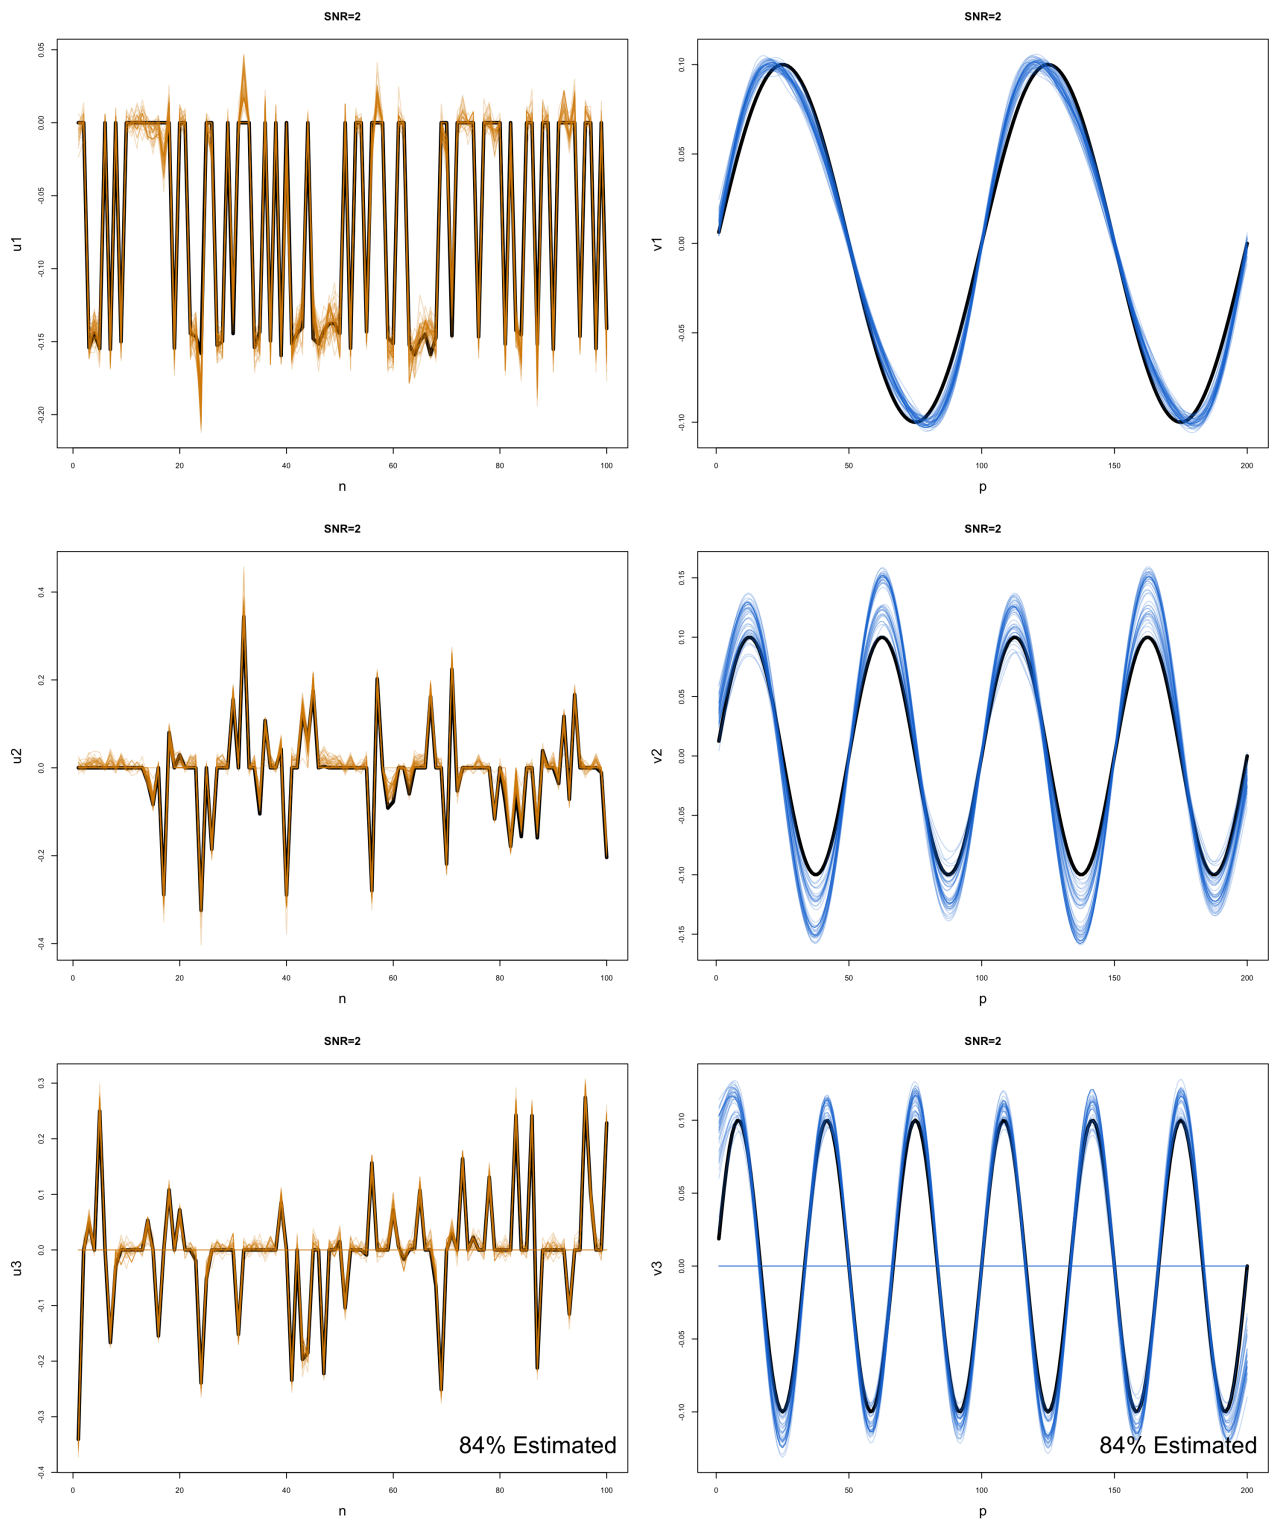 SNR=2
u1
0.05
0.00
-0.05
-0.10
-0.15
-0.20
0 20 40 60 80 100
n
SNR=2
v1
0.10
0.05
0.00
-0.05
-0.10
0 50 100 150 200
p
SNR=2
u2
0.4
0.2
0.0
-0.2
-0.4
0 20 40 60 80 100
n
SNR=2
v2
0.15
0.10
0.05
0.00
-0.05
-0.10
-0.15
0 50 100 150 200
p
SNR=2
u3
0.3
0.2
0.1
0.0
-0.1
-0.2
-0.3
-0.4
84% Estimated
0 20 40 60 80 100
n
SNR=2
v3
0.10
0.05
0.00
-0.05
-0.10
84% Estimated
0 50 100 150 200
p